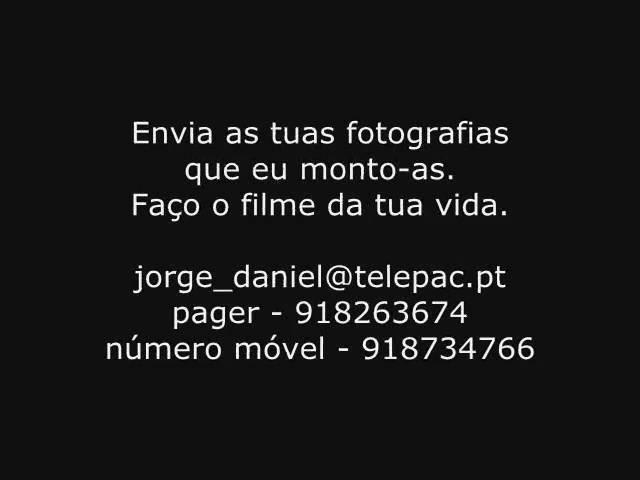 Envia as tuas fotografias
que eu monto-as.
Faço o filme da tua vida.
jorge_daniel@telepac.pt
pager - 918263674
número móvel - 918734766